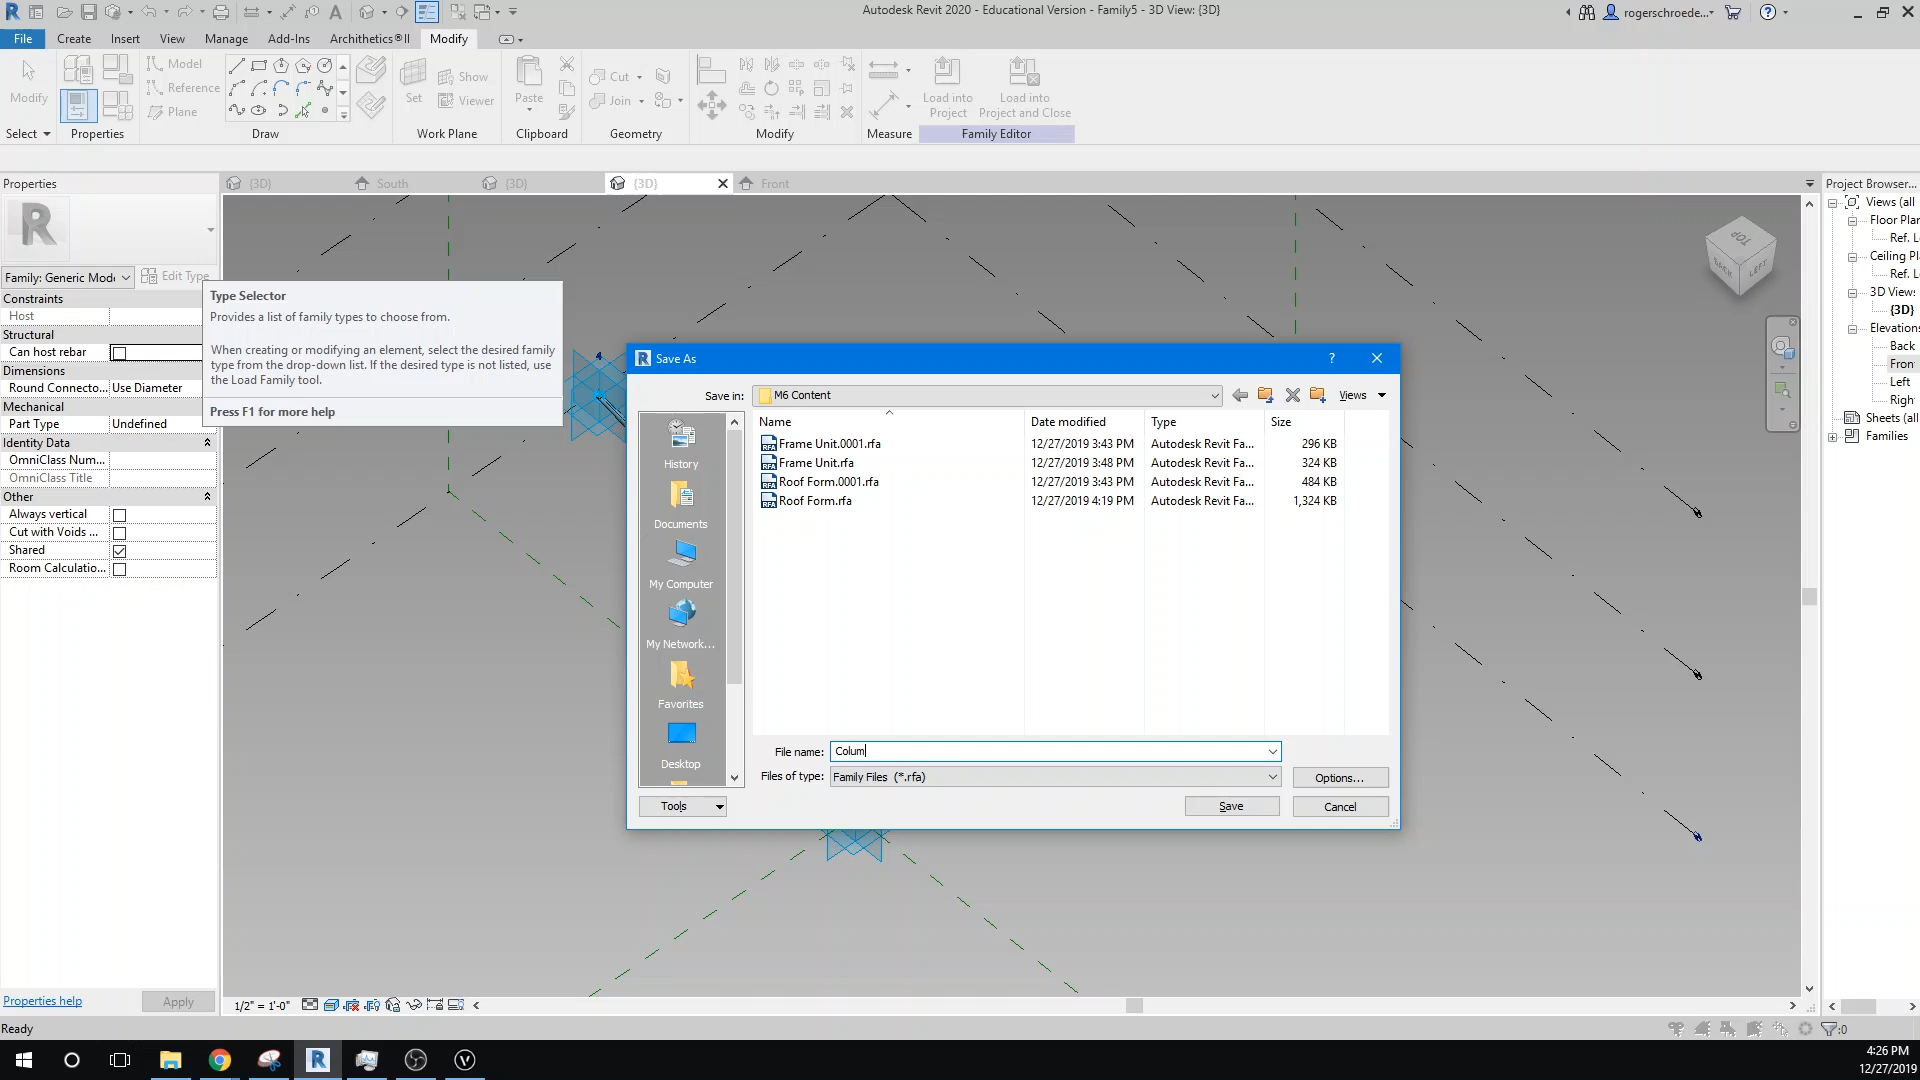 Autodesk Revit 2020 - Educational Version - Family5 - 3D View: {3D}
rogerschroede...
File Create Insert View Manage Add-Ins Archithetics®II Modify
Modify
Select
Properties
Model
Reference
Plane
Draw
Set
Show
Viewer
Work Plane
Paste
Clipboard
Cut
Join
Geometry
Modify
Measure
Load into
Project
Load into
Project and Close
Family Editor
Properties
{3D}
South
{3D}
{3D}
Front
Project Browser...
Family: Generic Mode
Edit Type
Constraints
Host
Structural
Can host rebar
Dimensions
Round Connecto... Use Diameter
Mechanical
Part Type Undefined
Identity Data
OmniClass Num...
OmniClass Title
Other
Always vertical
Cut with Voids ...
Shared
Room Calculatio...
Properties help
Apply
Type Selector
Provides a list of family types to choose from.
When creating or modifying an element, select the desired family
type from the drop-down list. If the desired type is not listed, use
the Load Family tool.
Press F1 for more help
4
TOP
BACK
LEFT
Save As
Save in: M6 Content
Views
History
Documents
My Computer
My Network...
Favorites
Desktop
Name Date modified Type Size
Frame Unit.0001.rfa 12/27/2019 3:43 PM Autodesk Revit Fa... 296 KB
Frame Unit.rfa 12/27/2019 3:48 PM Autodesk Revit Fa... 324 KB
Roof Form.0001.rfa 12/27/2019 3:43 PM Autodesk Revit Fa... 484 KB
Roof Form.rfa 12/27/2019 4:19 PM Autodesk Revit Fa... 1,324 KB
File name: Colum
Files of type: Family Files (*.rfa)
Options...
Tools
Save
Cancel
Views (all
Floor Plan
Ref. L
Ceiling Pl
Ref. L
3D Views
{3D}
Elevations
Back
Fron
Left
Righ
Sheets (all
Families
1/2" = 1'-0"
Ready
:0
4:26 PM
12/27/2019